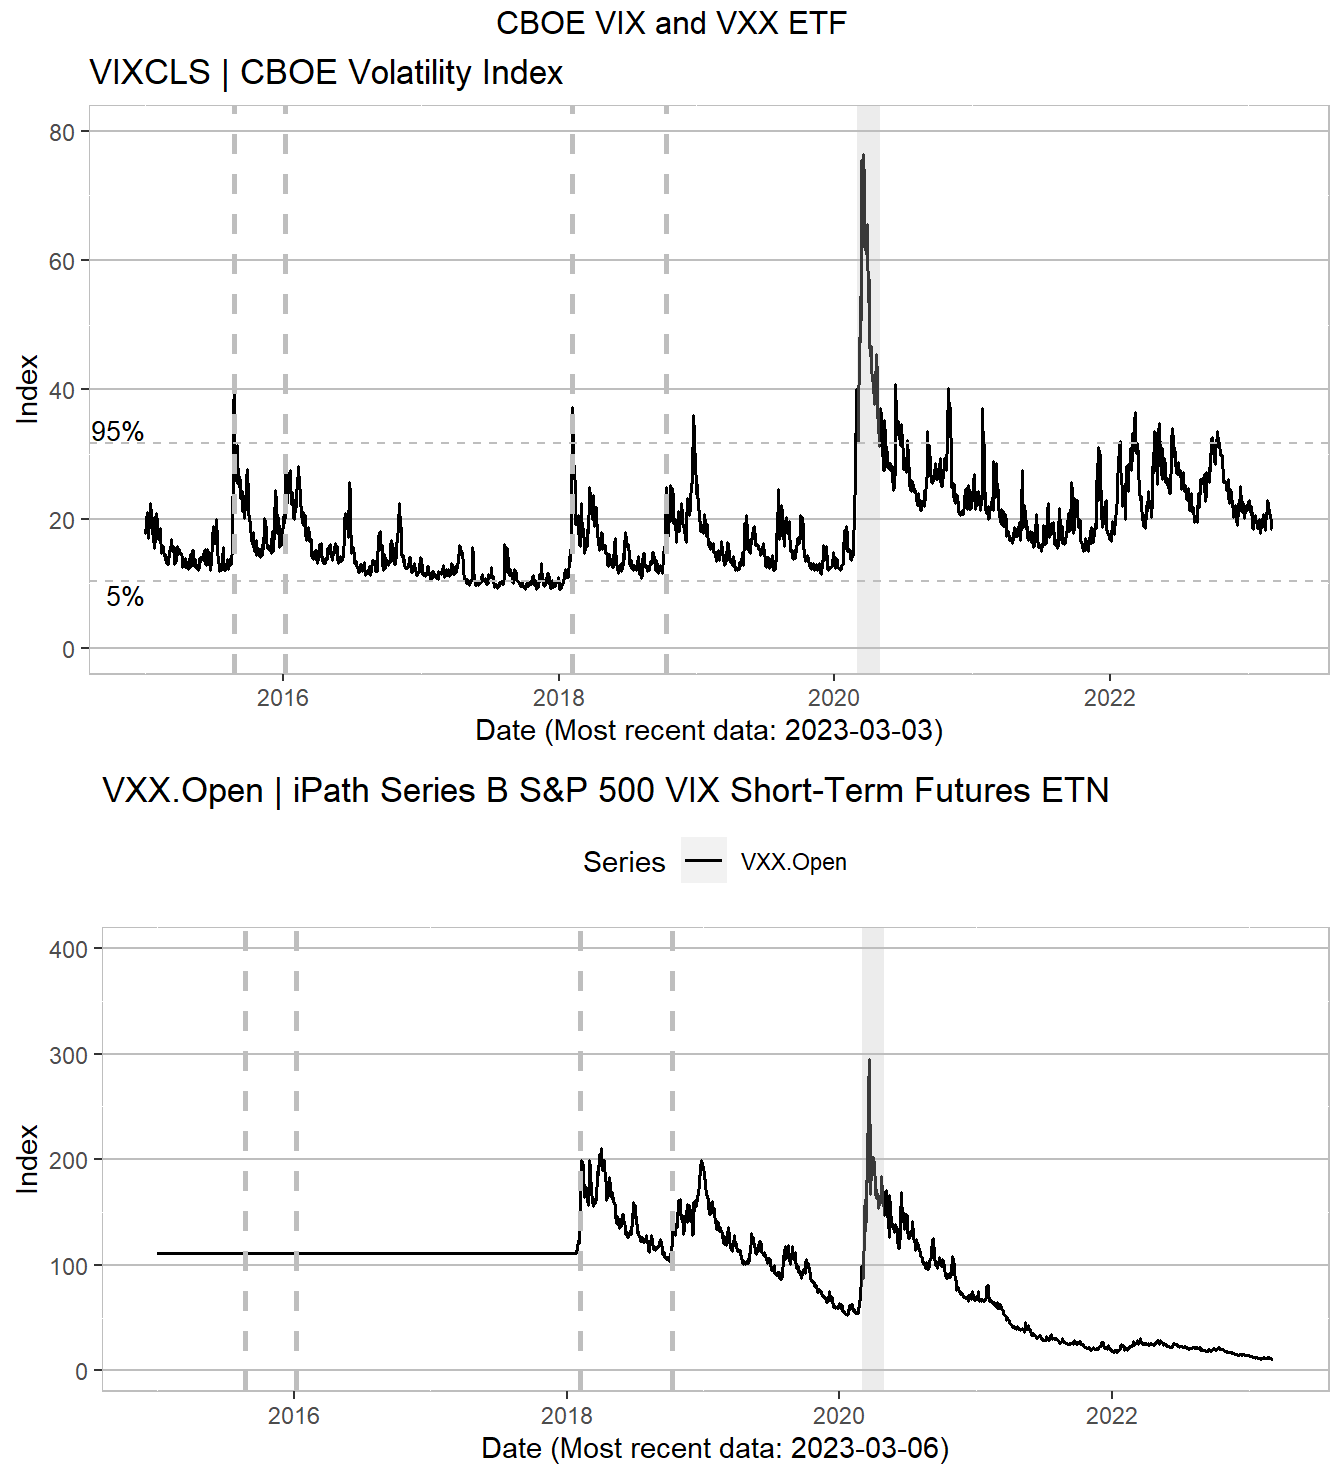 CBOE VIX and VXX ETF
VIXCLS | CBOE Volatility Index
80
60
40
20
0
95%
5%
Index
2016 2018 2020 2022
Date (Most recent data: 2023-03-03)
VXX.Open | iPath Series B S&P 500 VIX Short-Term Futures ETN
Series VXX.Open
400
300
200
100
0
Index
2016 2018 2020 2022
Date (Most recent data: 2023-03-06)